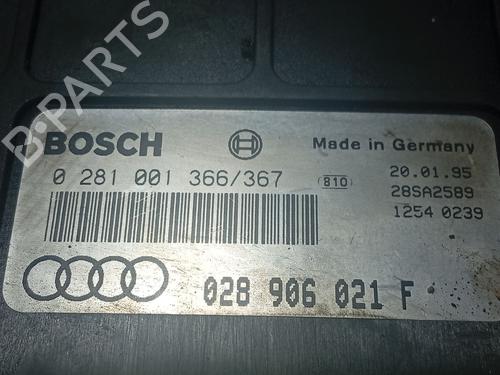 B-PARTS
BOSCH
Made in Germany
0 281 001 366/367
810
20.01.95
28SA2589
1254 0239
028 906 021 F